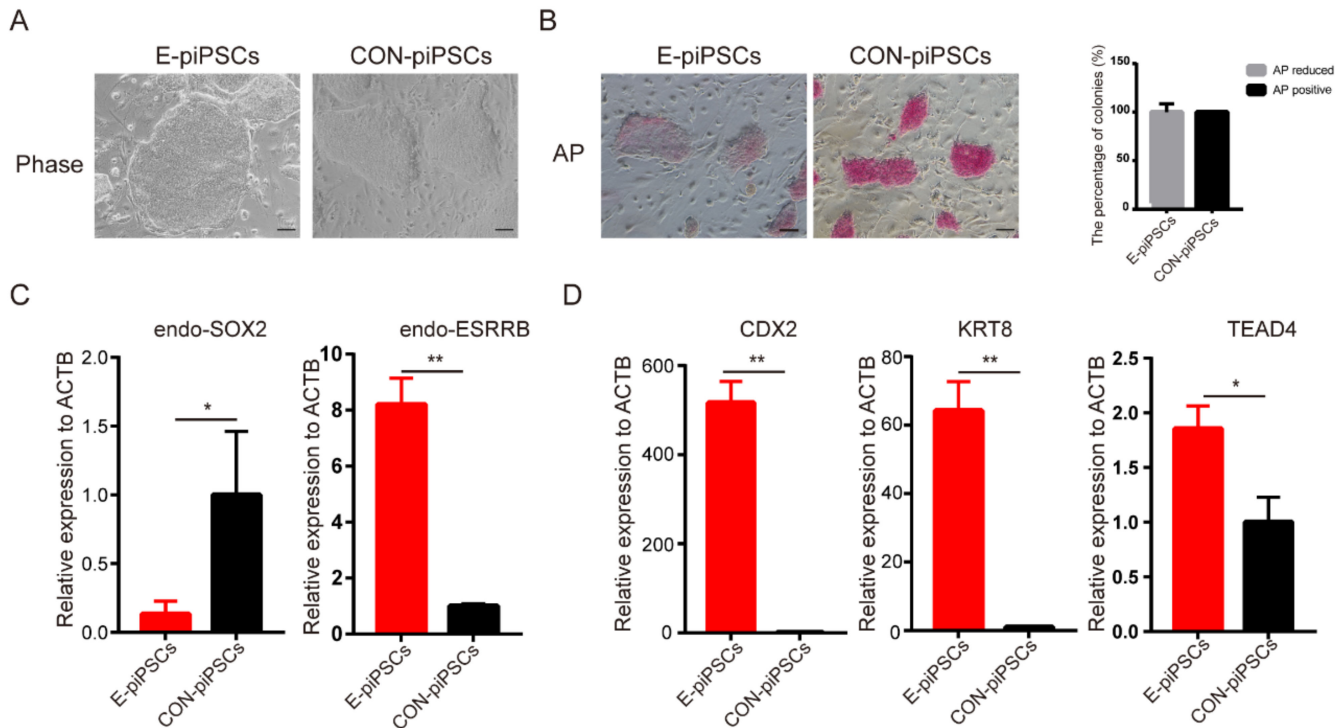 A
E-piPSCs
CON-piPSCs
Phase
B
E-piPSCs
CON-piPSCs
AP
The percentage of colonies (%)
150
100
50
0
E-piPSCs
CON-piPSCs
AP reduced
AP positive
C
endo-SOX2
Relative expression to ACTB
2.0
1.5
1.0
0.5
0.0
*
E-piPSCs
CON-piPSCs
endo-ESRRB
Relative expression to ACTB
10
8
6
4
2
0
**
E-piPSCs
CON-piPSCs
D
CDX2
Relative expression to ACTB
600
400
200
0
**
E-piPSCs
CON-piPSCs
KRT8
Relative expression to ACTB
80
60
40
20
0
**
E-piPSCs
CON-piPSCs
TEAD4
Relative expression to ACTB
2.5
2.0
1.5
1.0
0.5
0.0
*
E-piPSCs
CON-piPSCs